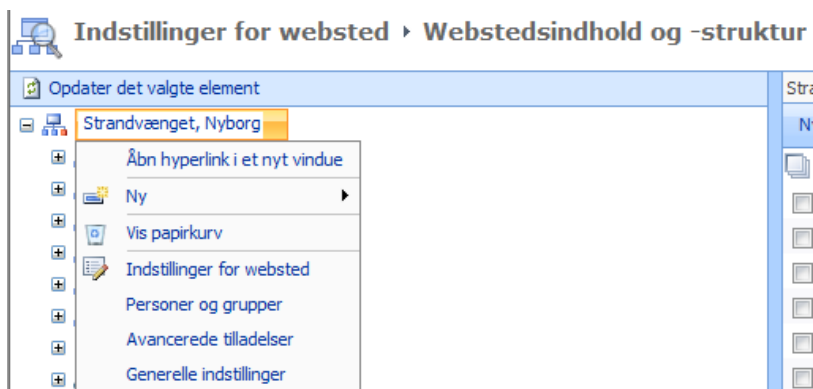 Indstillinger for websted ▸ Webstedsindhold og -struktur
Opdater det valgte element
Strandvænget, Nyborg
Åbn hyperlink i et nyt vindue
Ny
Vis papirkurv
Indstillinger for websted
Personer og grupper
Avancerede tilladelser
Generelle indstillinger